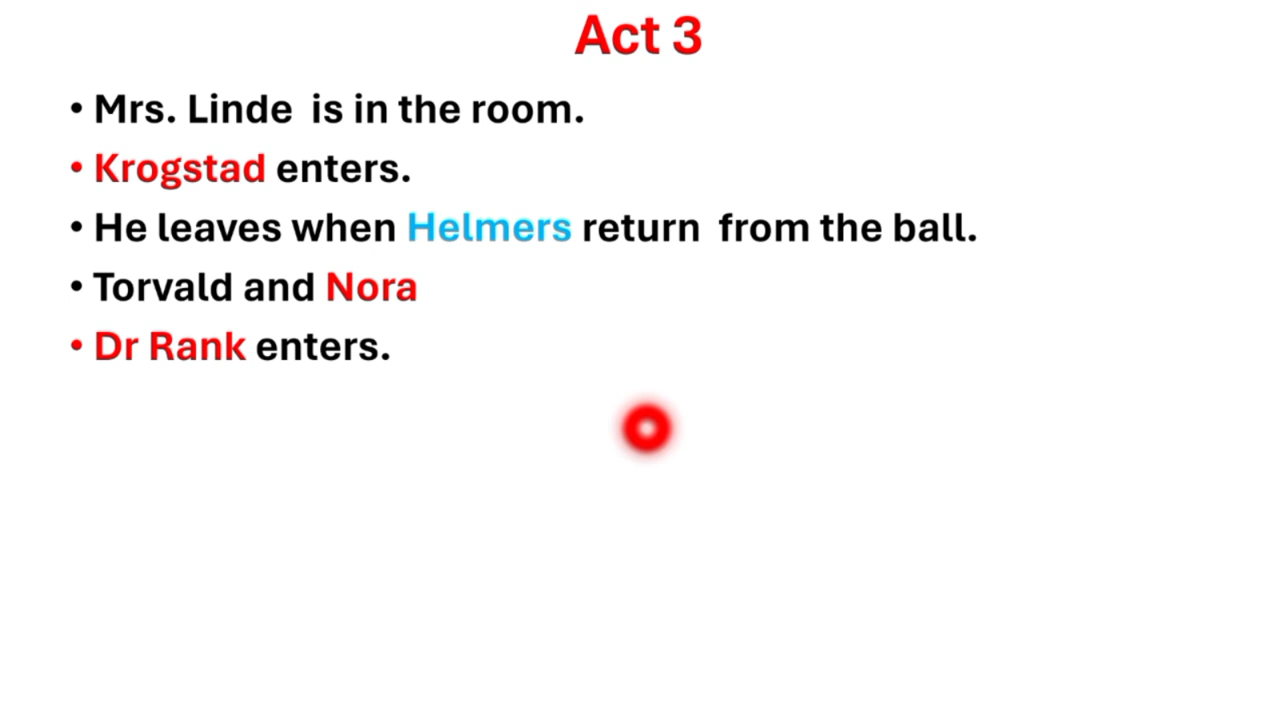 Act 3
• Mrs. Linde  is in the room.
• Krogstad enters.
• He leaves when Helmers return  from the ball.
• Torvald and Nora
• Dr Rank enters.